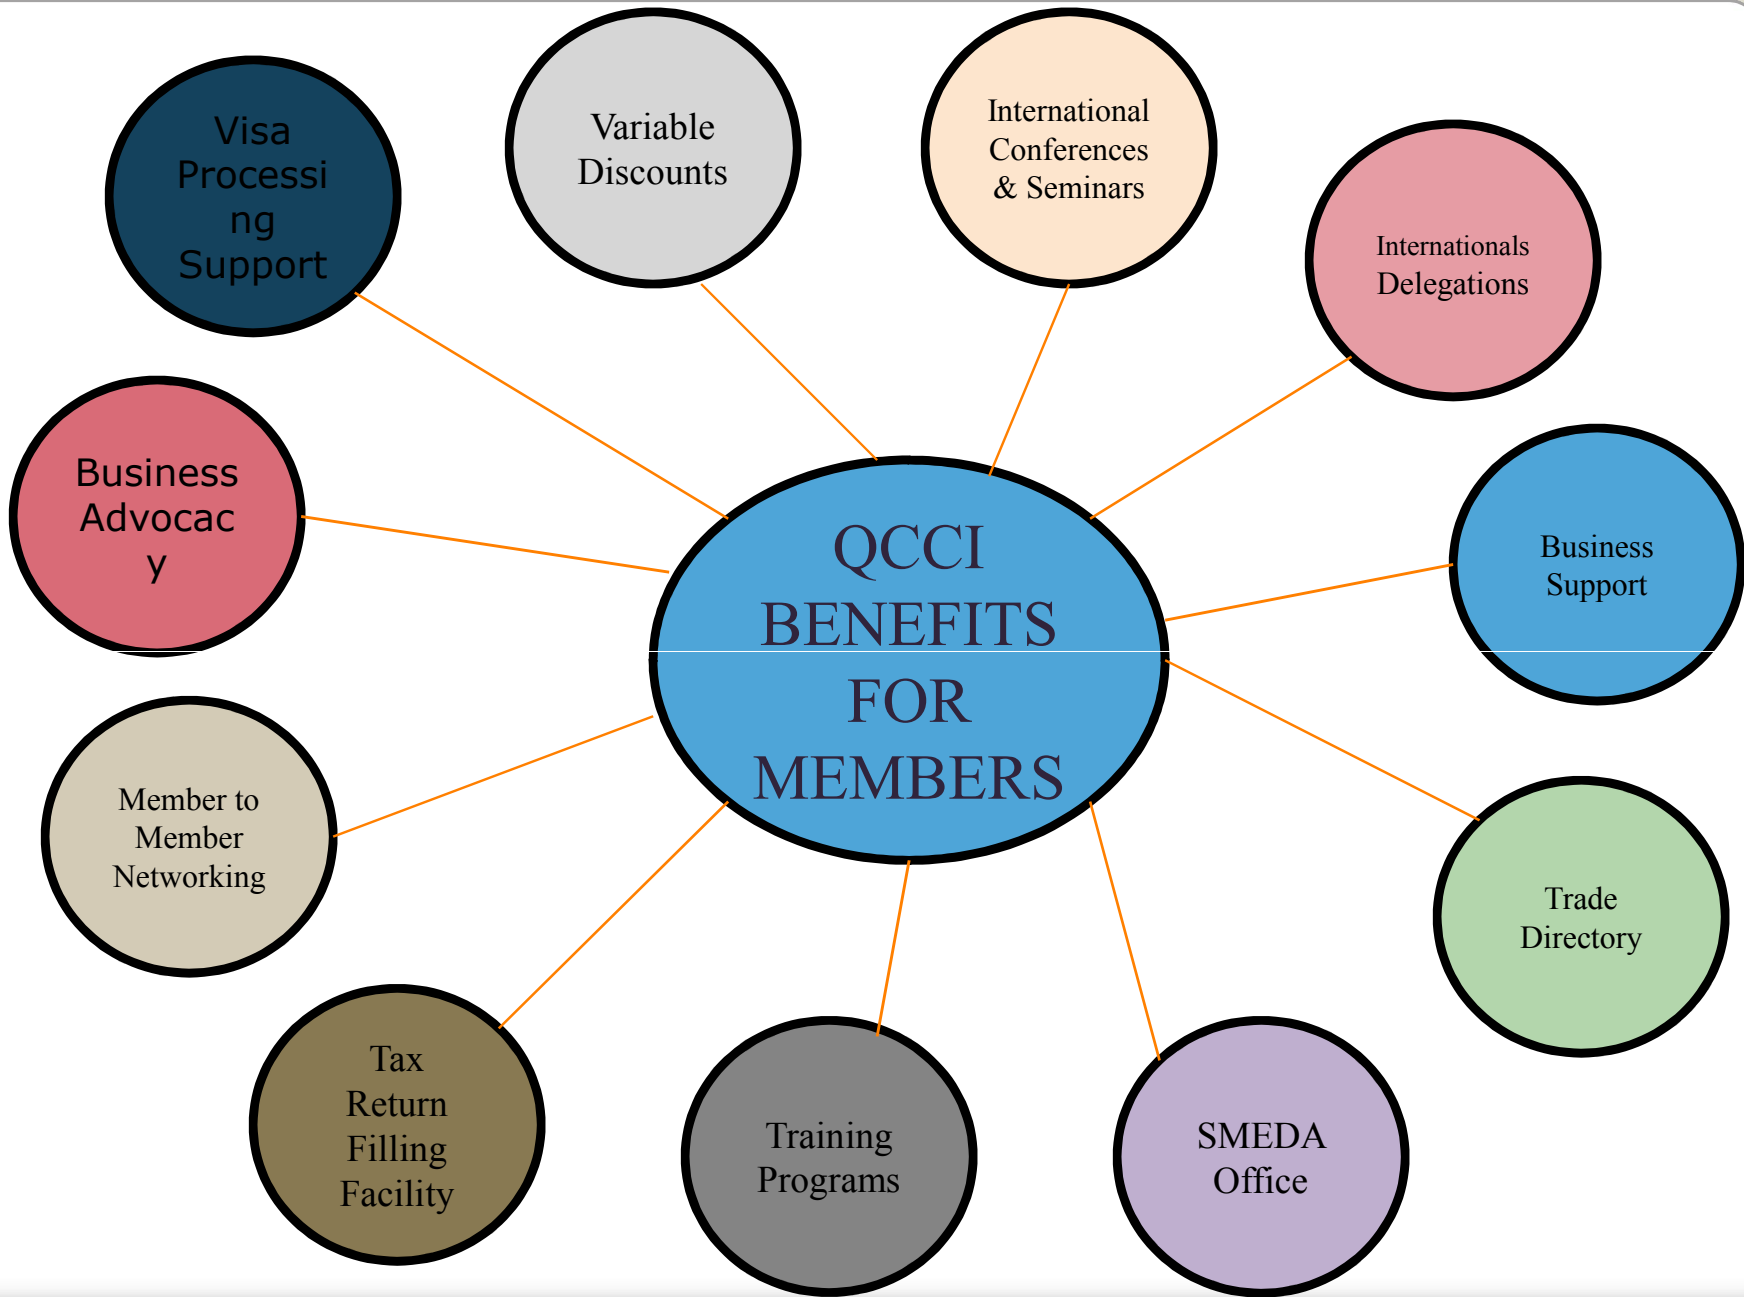 Visa
Processi
ng
Support
Variable
Discounts
International
Conferences
& Seminars
Internationals
Delegations
Business
Advocac
y
QCCI
BENEFITS
FOR
MEMBERS
Business
Support
Member to
Member
Networking
Trade
Directory
Tax
Return
Filling
Facility
Training
Programs
SMEDA
Office